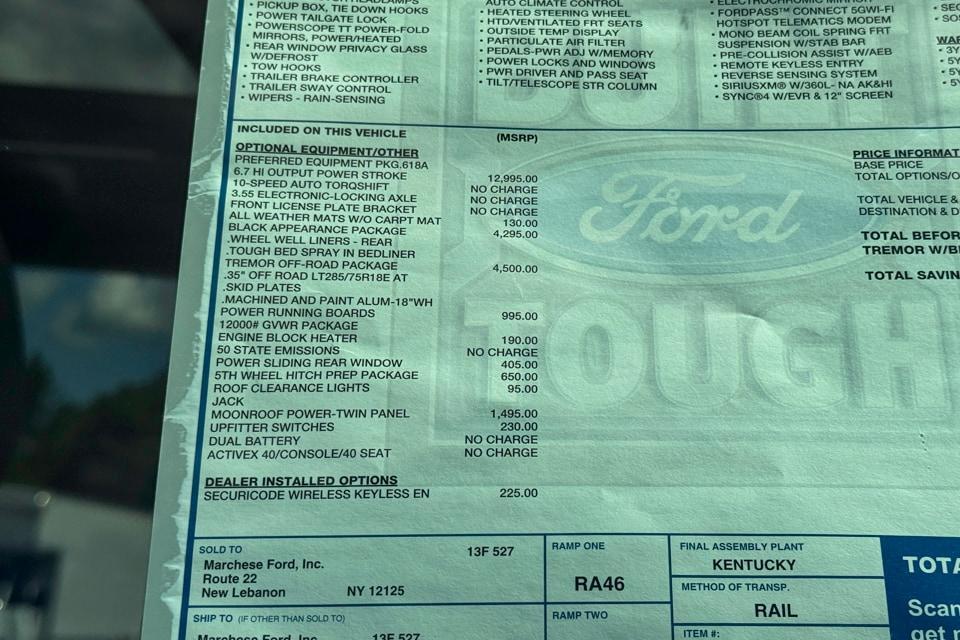 PICKUP BOX, TIE DOWN HOOKS
• POWER TAILGATE LOCK
• POWERSCOPE TT POWER-FOLD
MIRRORS, POWER/HEATED
• REAR WINDOW PRIVACY GLASS
W/DEFROST
• TOW HOOKS
• TRAILER BRAKE CONTROLLER
• TRAILER SWAY CONTROL
• WIPERS - RAIN-SENSING
AUTO CLIMATE CONTROL
• HEATED STEERING WHEEL
• HTD/VENTILATED FRT SEATS
• OUTSIDE TEMP DISPLAY
• PARTICULATE AIR FILTER
• PEDALS-PWR ADJ W/MEMORY
• POWER LOCKS AND WINDOWS
• PWR DRIVER AND PASS SEAT
• TILT/TELESCOPE STR COLUMN
• ELECTROCHROMIC MIRROR
• FORDPASS™ CONNECT 5GWI-FI
HOTSPOT TELEMATICS MODEM
• MONO BEAM COIL SPRING FRT
SUSPENSION W/STAB BAR
• PRE-COLLISION ASSIST W/AEB
• REMOTE KEYLESS ENTRY
• REVERSE SENSING SYSTEM
• SIRIUSXM® W/360L- NA AK&HI
• SYNC®4 W/EVR & 12" SCREEN
INCLUDED ON THIS VEHICLE (MSRP)
OPTIONAL EQUIPMENT/OTHER
PREFERRED EQUIPMENT PKG.618A
6.7 HI OUTPUT POWER STROKE 12,995.00
10-SPEED AUTO TORQSHIFT NO CHARGE
3.55 ELECTRONIC-LOCKING AXLE NO CHARGE
FRONT LICENSE PLATE BRACKET NO CHARGE
ALL WEATHER MATS W/O CARPT MAT 130.00
BLACK APPEARANCE PACKAGE 4,295.00
.WHEEL WELL LINERS - REAR
.TOUGH BED SPRAY IN BEDLINER
TREMOR OFF-ROAD PACKAGE 4,500.00
.35" OFF ROAD LT285/75R18E AT
.SKID PLATES
.MACHINED AND PAINT ALUM-18"WH
POWER RUNNING BOARDS 995.00
12000# GVWR PACKAGE
ENGINE BLOCK HEATER 190.00
50 STATE EMISSIONS NO CHARGE
POWER SLIDING REAR WINDOW 405.00
5TH WHEEL HITCH PREP PACKAGE 650.00
ROOF CLEARANCE LIGHTS 95.00
JACK
MOONROOF POWER-TWIN PANEL 1,495.00
UPFITTER SWITCHES 230.00
DUAL BATTERY NO CHARGE
ACTIVEX 40/CONSOLE/40 SEAT NO CHARGE
DEALER INSTALLED OPTIONS
SECURICODE WIRELESS KEYLESS EN 225.00
Ford
TOUGH
PRICE INFORMAT
BASE PRICE
TOTAL OPTIONS/O
TOTAL VEHICLE &
DESTINATION & D
TOTAL BEFOR
TREMOR W/B
TOTAL SAVIN
SOLD TO 13F 527
Marchese Ford, Inc.
Route 22
New Lebanon NY 12125
SHIP TO (IF OTHER THAN SOLD TO)
Marchese Ford, Inc. 13F 527
RAMP ONE
RA46
RAMP TWO
FINAL ASSEMBLY PLANT
KENTUCKY
METHOD OF TRANSP.
RAIL
ITEM #:
TOTA
Scan
get